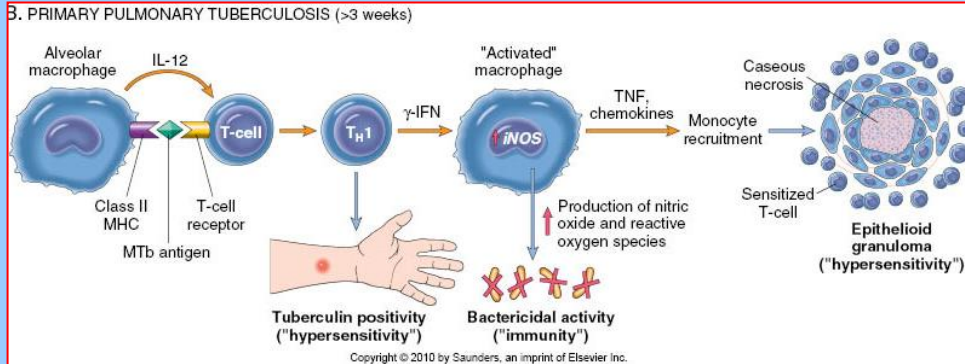 3. PRIMARY PULMONARY TUBERCULOSIS (>3 weeks)
Alveolar
macrophage
IL-12
T-cell
Class II
MHC
MTb antigen
T-cell
receptor
TH1
γ-IFN
"Activated"
macrophage
iNOS
TNF,
chemokines
Monocyte
recruitment
Caseous
necrosis
Sensitized
T-cell
Epithelioid
granuloma
("hypersensitivity")
Production of nitric
oxide and reactive
oxygen species
Tuberculin positivity
("hypersensitivity")
Bactericidal activity
("immunity")
Copyright © 2010 by Saunders, an imprint of Elsevier Inc.